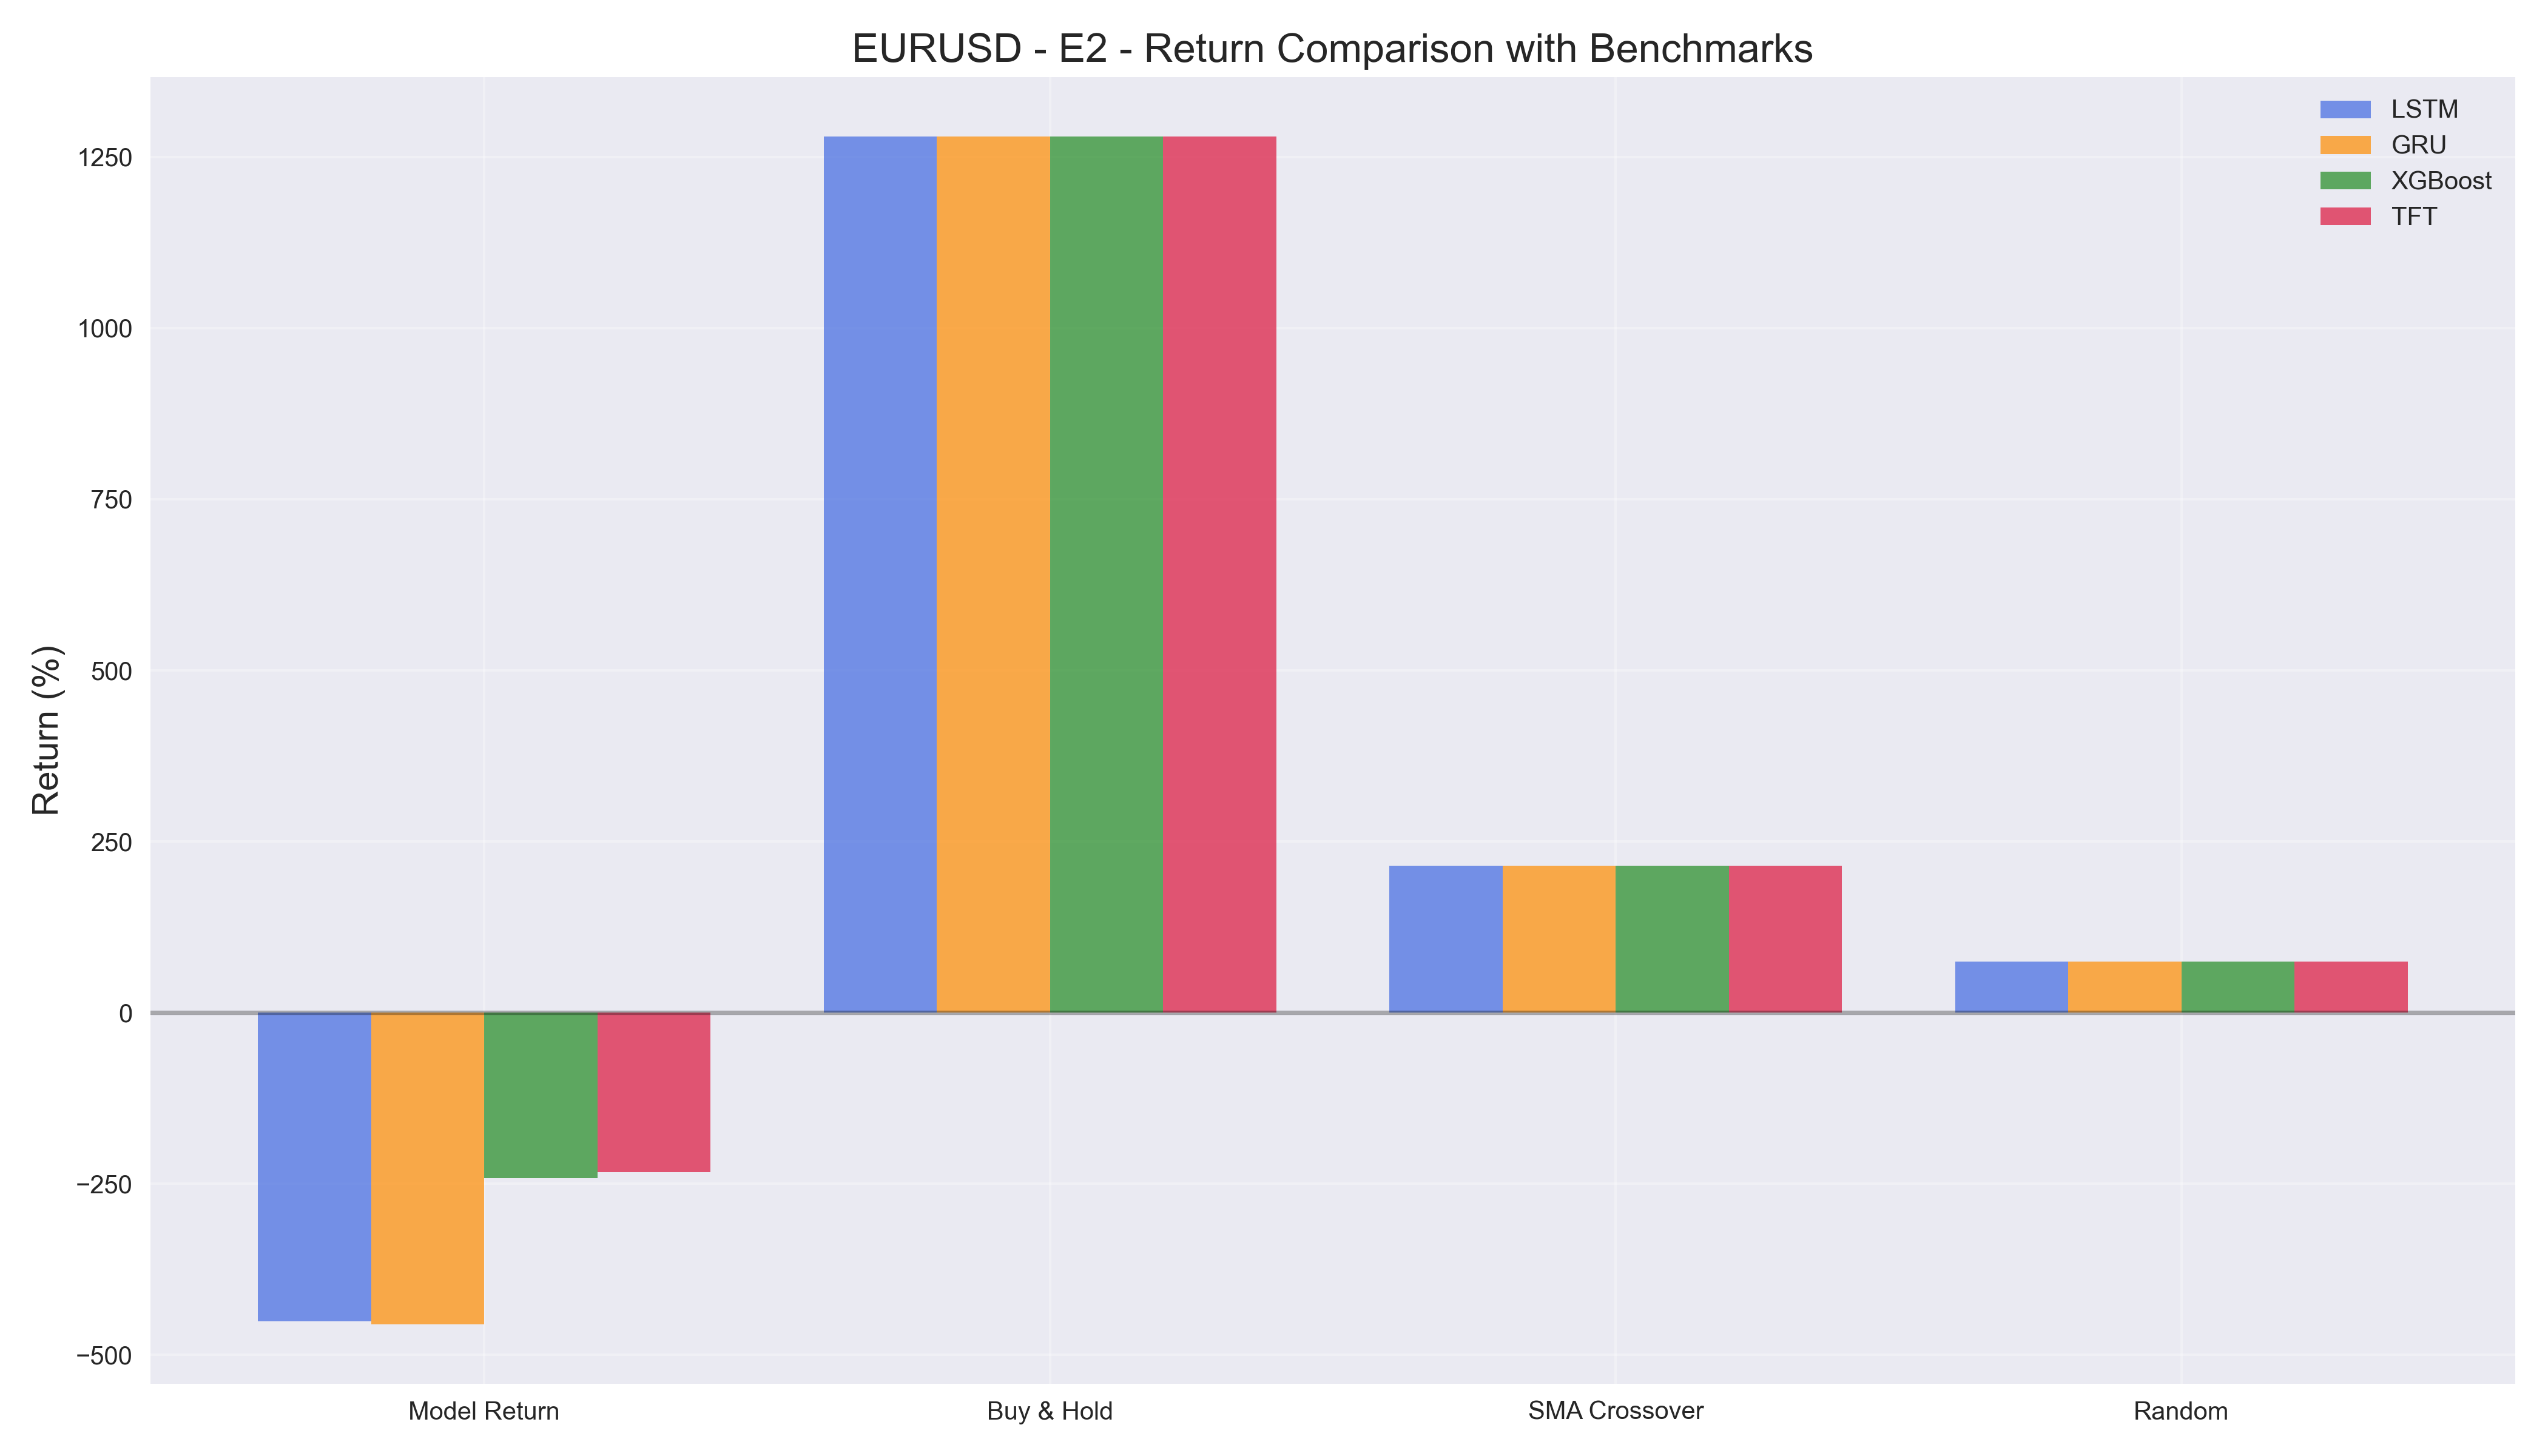 EURUSD - E2 - Return Comparison with Benchmarks
LSTM
GRU
XGBoost
TFT
Return (%)
1250
1000
750
500
250
0
−250
−500
Model Return
Buy & Hold
SMA Crossover
Random